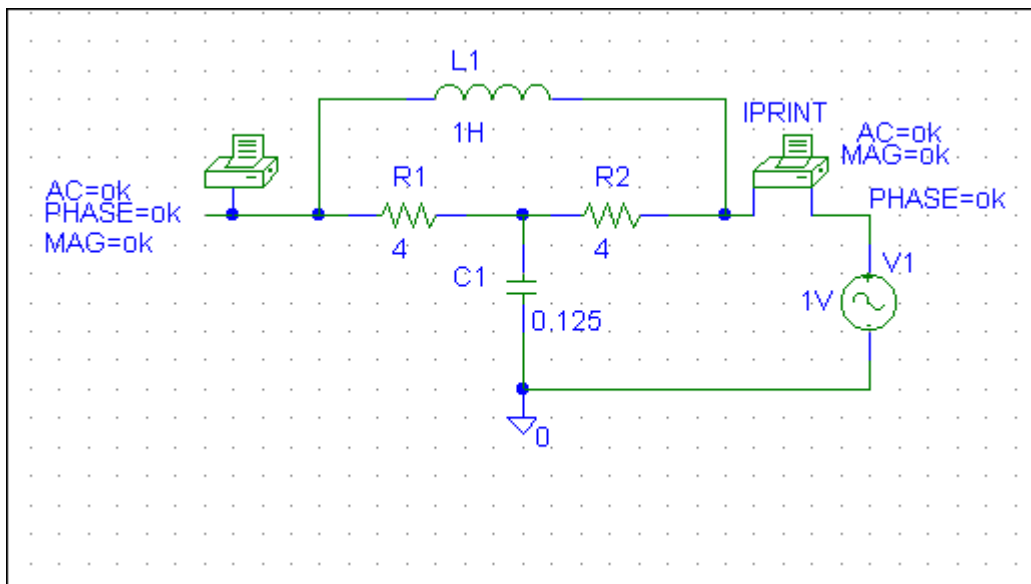 L1
1H
IPRINT
AC=ok
MAG=ok
PHASE=ok
AC=ok
PHASE=ok
MAG=ok
R1
4
R2
4
C1
0.125
V1
1V
0